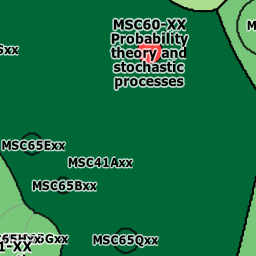 MSC60-XX
Probability
theory and
stochastic
processes
MSC65Exx
MSC41Axx
MSC65Bxx
MSC65Qxx